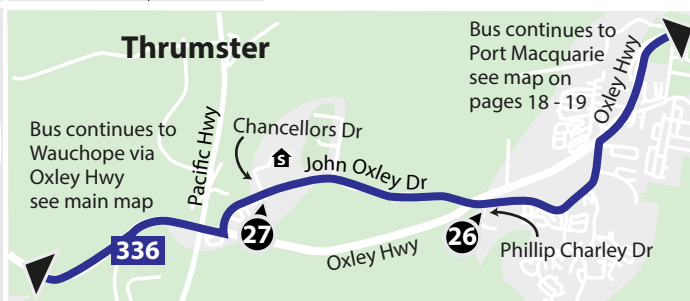 Thrumster
Bus continues to
Port Macquarie
see map on
pages 18 - 19
Oxley Hwy
Bus continues to
Wauchope via
Oxley Hwy
see main map
Pacific Hwy
Chancellors Dr
S
John Oxley Dr
336
27
Oxley Hwy
26
Phillip Charley Dr